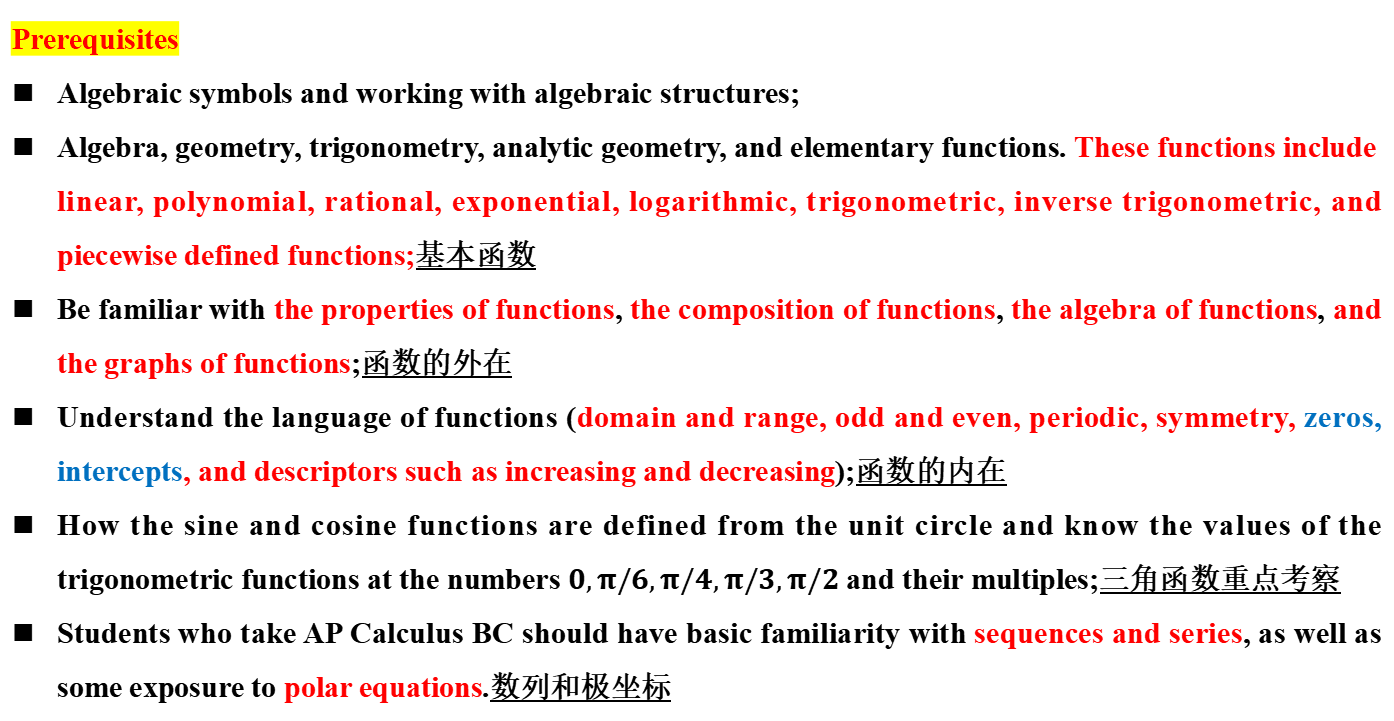 Prerequisites
■ Algebraic symbols and working with algebraic structures;
■ Algebra, geometry, trigonometry, analytic geometry, and elementary functions. These functions include
linear, polynomial, rational, exponential, logarithmic, trigonometric, inverse trigonometric, and
piecewise defined functions;基本函数
■ Be familiar with the properties of functions, the composition of functions, the algebra of functions, and
the graphs of functions;函数的外在
■ Understand the language of functions (domain and range, odd and even, periodic, symmetry, zeros,
intercepts, and descriptors such as increasing and decreasing);函数的内在
■ How the sine and cosine functions are defined from the unit circle and know the values of the
trigonometric functions at the numbers 0, π/6, π/4, π/3, π/2 and their multiples;三角函数重点考察
■ Students who take AP Calculus BC should have basic familiarity with sequences and series, as well as
some exposure to polar equations.数列和极坐标